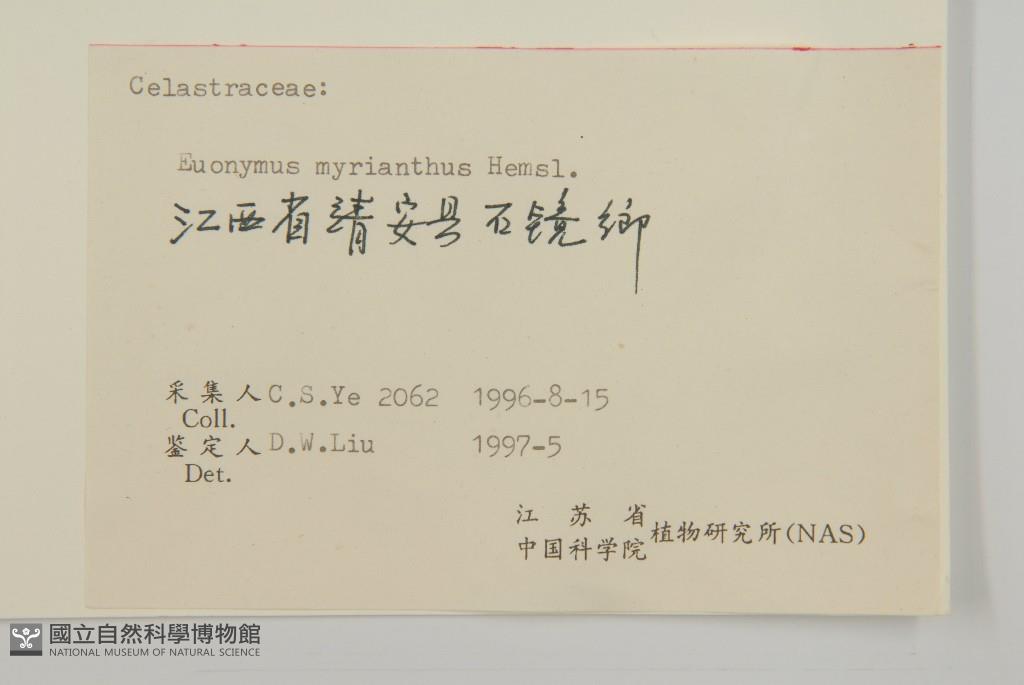 Celastraceae:
Euonymus myrianthus Hemsl.
江西省靖安县石镜鄉
采集人 C.S.Ye 2062 1996-8-15
Coll.
鉴定人 D.W.Liu 1997-5
Det.
江苏省
中国科学院 植物研究所(NAS)
國立自然科學博物館
NATIONAL MUSEUM OF NATURAL SCIENCE